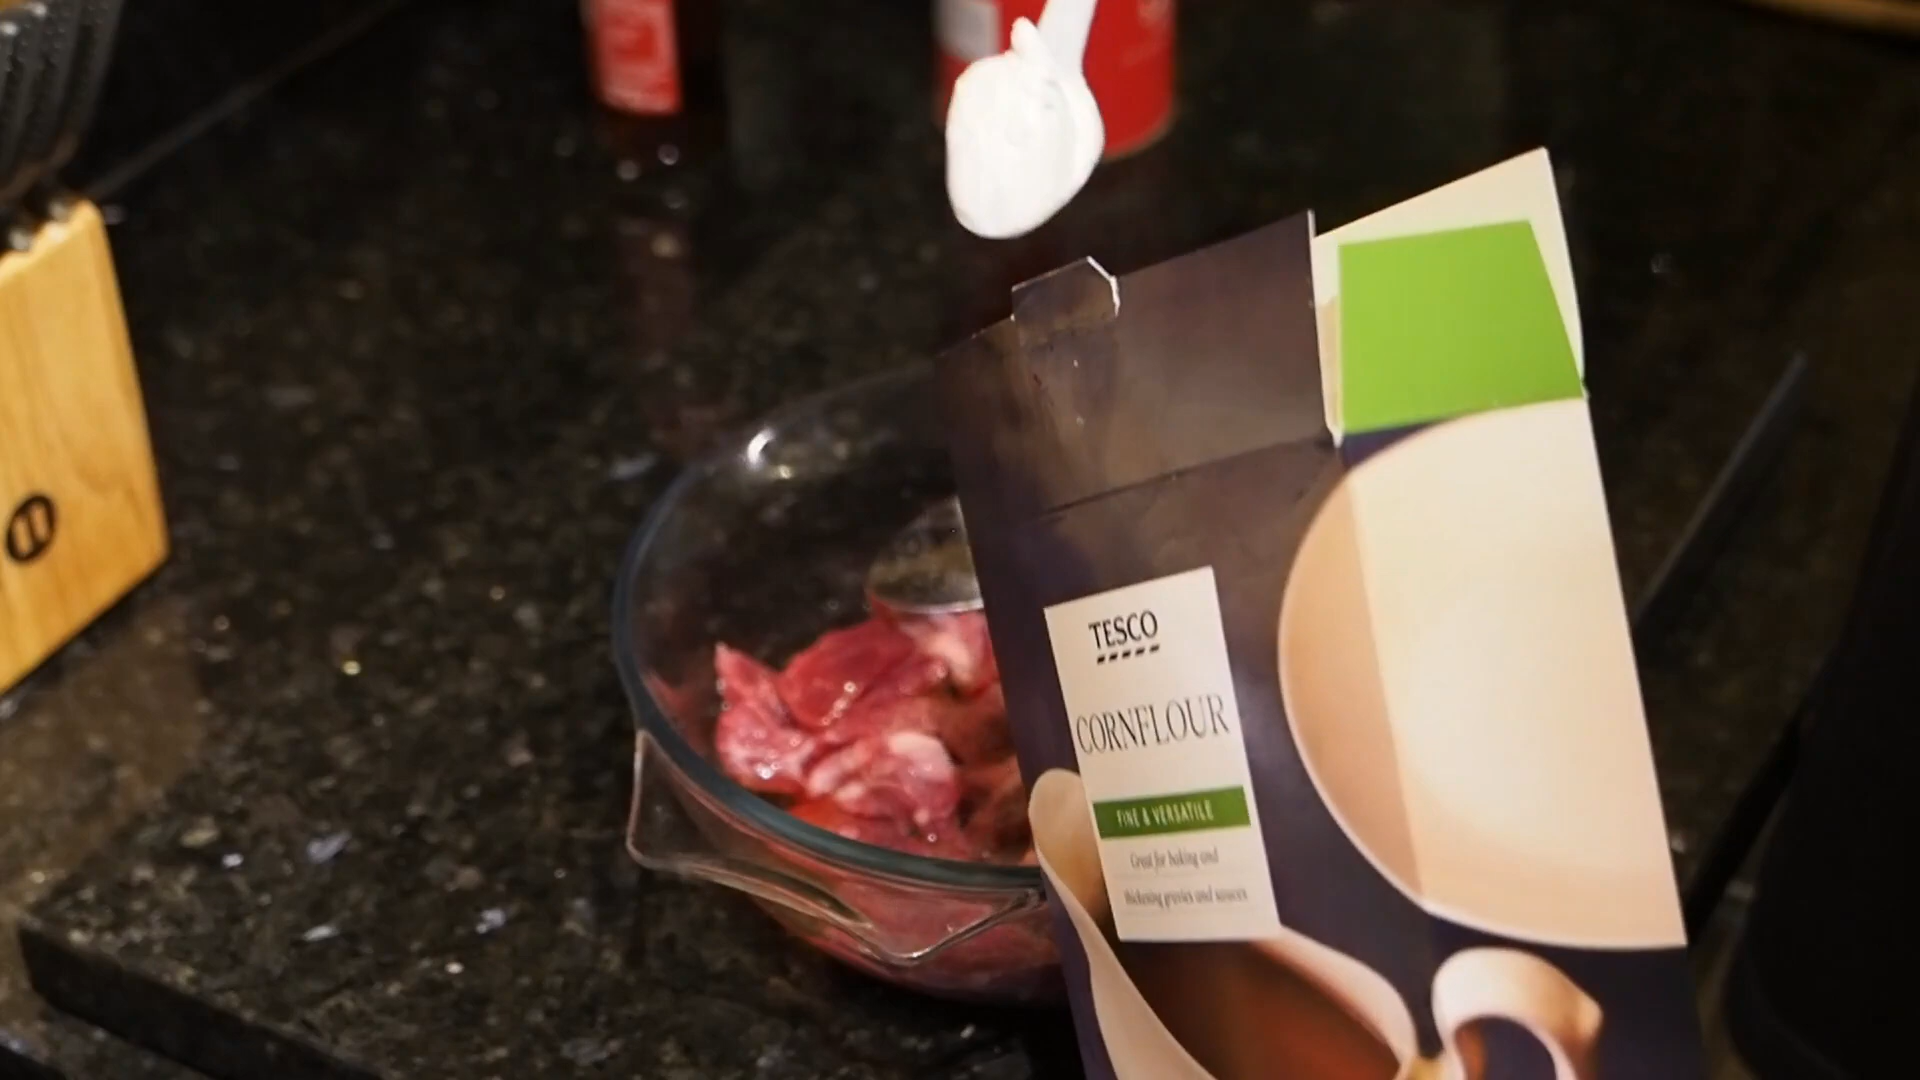 TESCO
CORNFLOUR
FINE & VERSATILE
Great for baking and
thickening gravies and sauces